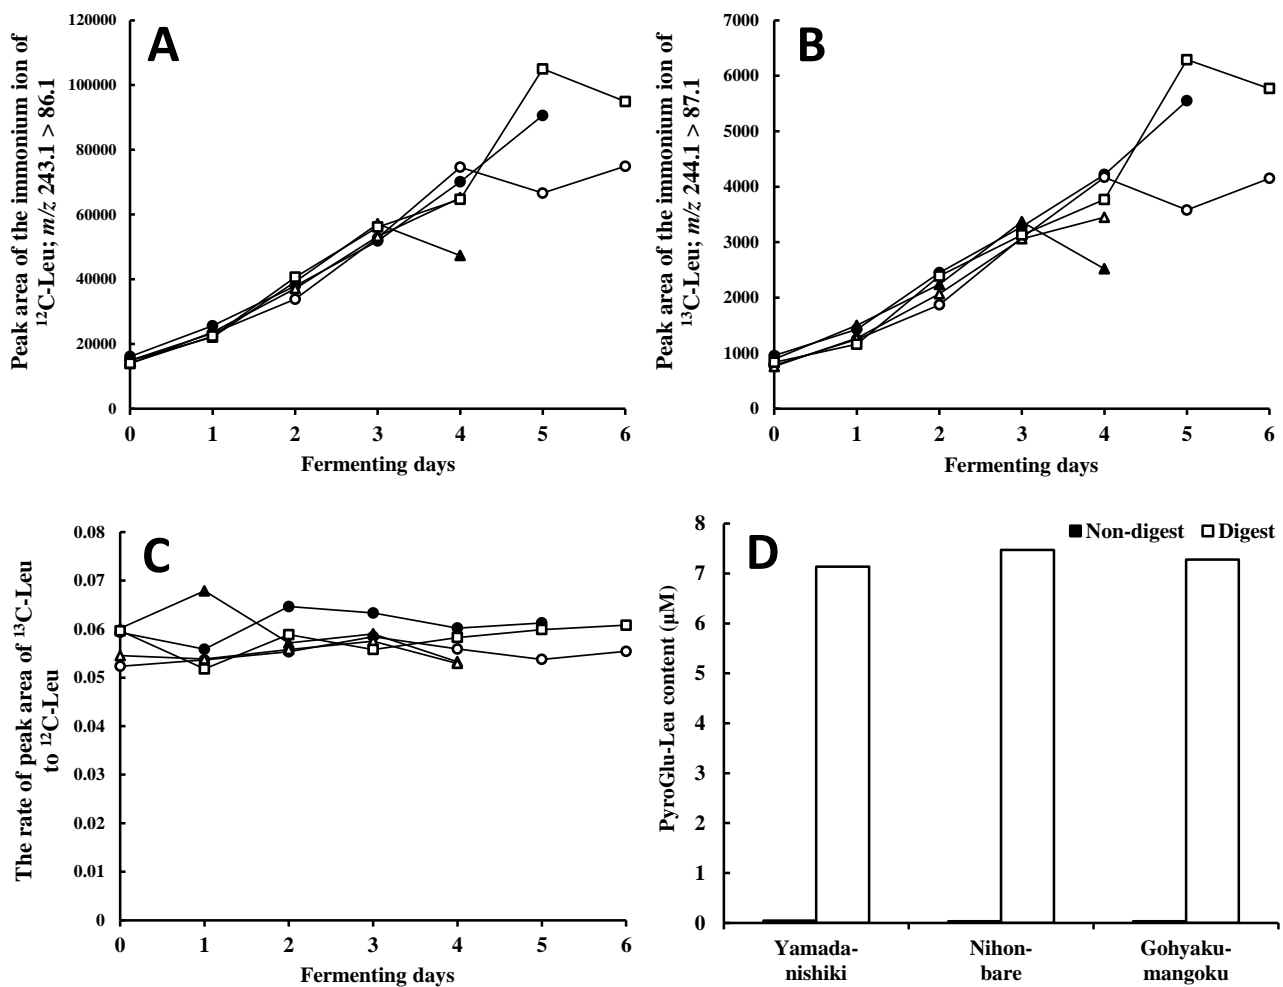 A
Peak area of the immonium ion of
¹²C-Leu; m/z 243.1 > 86.1
120000
100000
80000
60000
40000
20000
0
0 1 2 3 4 5 6
Fermenting days
B
Peak area of the immonium ion of
¹³C-Leu; m/z 244.1 > 87.1
7000
6000
5000
4000
3000
2000
1000
0
0 1 2 3 4 5 6
Fermenting days
C
The rate of peak area of ¹³C-Leu
to ¹²C-Leu
0.08
0.07
0.06
0.05
0.04
0.03
0.02
0.01
0
0 1 2 3 4 5 6
Fermenting days
D
Non-digest Digest
PyroGlu-Leu content (μM)
8
7
6
5
4
3
2
1
0
Yamada-
nishiki
Nihon-
bare
Gohyaku-
mangoku